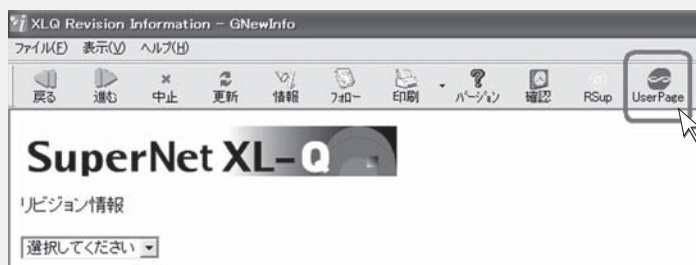 XLQ Revision Information - GNewInfo
ファイル(F) 表示(V) ヘルプ(H)
戻る 進む 中止 更新 情報 フォロー 印刷 バージョン 確認 RSup UserPage
SuperNet XL-Q
リビジョン情報
選択してください